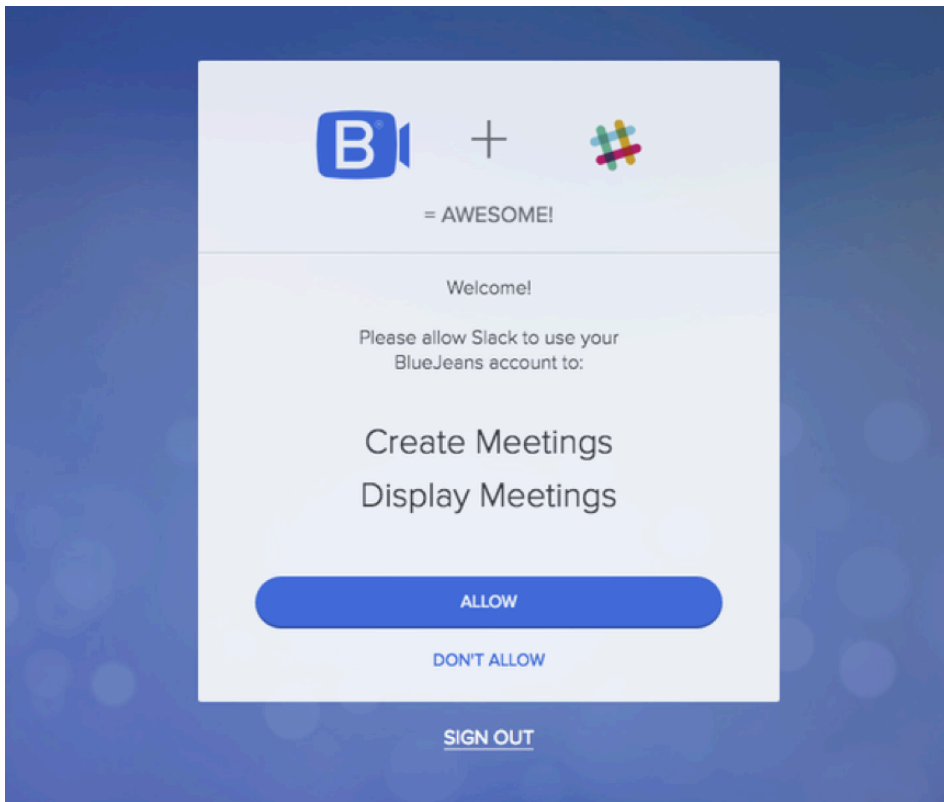 B®
+
= AWESOME!
Welcome!
Please allow Slack to use your
BlueJeans account to:
Create Meetings
Display Meetings
ALLOW
DON'T ALLOW
SIGN OUT